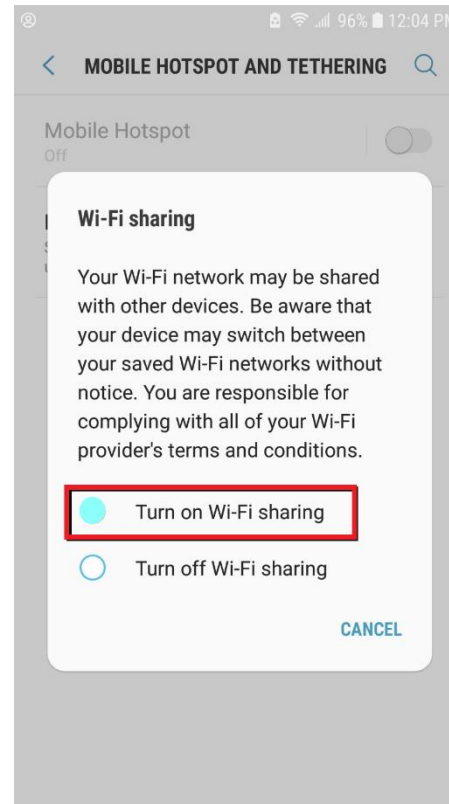 96% 12:04 PM
MOBILE HOTSPOT AND TETHERING
Mobile Hotspot
Off
Wi-Fi sharing
Your Wi-Fi network may be shared
with other devices. Be aware that
your device may switch between
your saved Wi-Fi networks without
notice. You are responsible for
complying with all of your Wi-Fi
provider's terms and conditions.
Turn on Wi-Fi sharing
Turn off Wi-Fi sharing
CANCEL